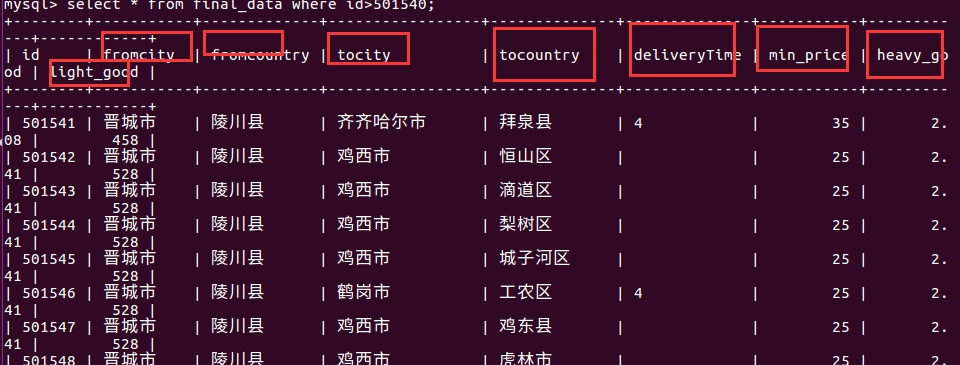 mysql> select * from final_data where id>501540;
+--------+-----------+-------------+-----------------+--------------+--------------+-----------+---------
---+------------+
| id | fromcity | fromcountry | tocity | tocountry | deliveryTime | min_price | heavy_go
od | light_good |
+--------+-----------+-------------+-----------------+--------------+--------------+-----------+---------
---+------------+
| 501541 | 晋城市 | 陵川县 | 齐齐哈尔市 | 拜泉县 | 4 | 35 | 2.
08 | 458 |
| 501542 | 晋城市 | 陵川县 | 鸡西市 | 恒山区 | | 25 | 2.
41 | 528 |
| 501543 | 晋城市 | 陵川县 | 鸡西市 | 滴道区 | | 25 | 2.
41 | 528 |
| 501544 | 晋城市 | 陵川县 | 鸡西市 | 梨树区 | | 25 | 2.
41 | 528 |
| 501545 | 晋城市 | 陵川县 | 鸡西市 | 城子河区 | | 25 | 2.
41 | 528 |
| 501546 | 晋城市 | 陵川县 | 鹤岗市 | 工农区 | 4 | 25 | 2.
41 | 528 |
| 501547 | 晋城市 | 陵川县 | 鸡西市 | 鸡东县 | | 25 | 2.
41 | 528 |
| 501548 | 晋城市 | 陵川县 | 鸡西市 | 虎林市 | | 25 | 2.